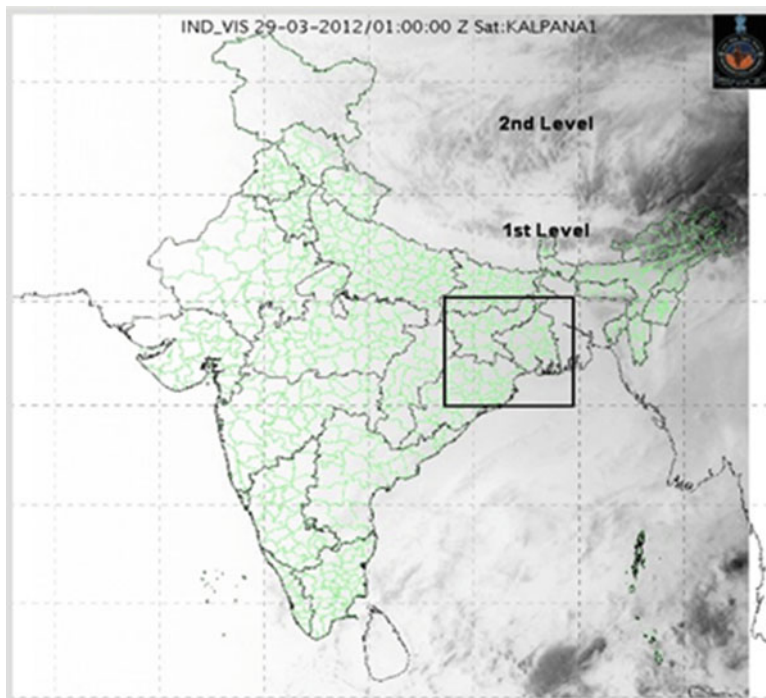 IND_VIS 29-03-2012/01:00:00 Z Sat:KALPANA1
2nd Level
1st Level